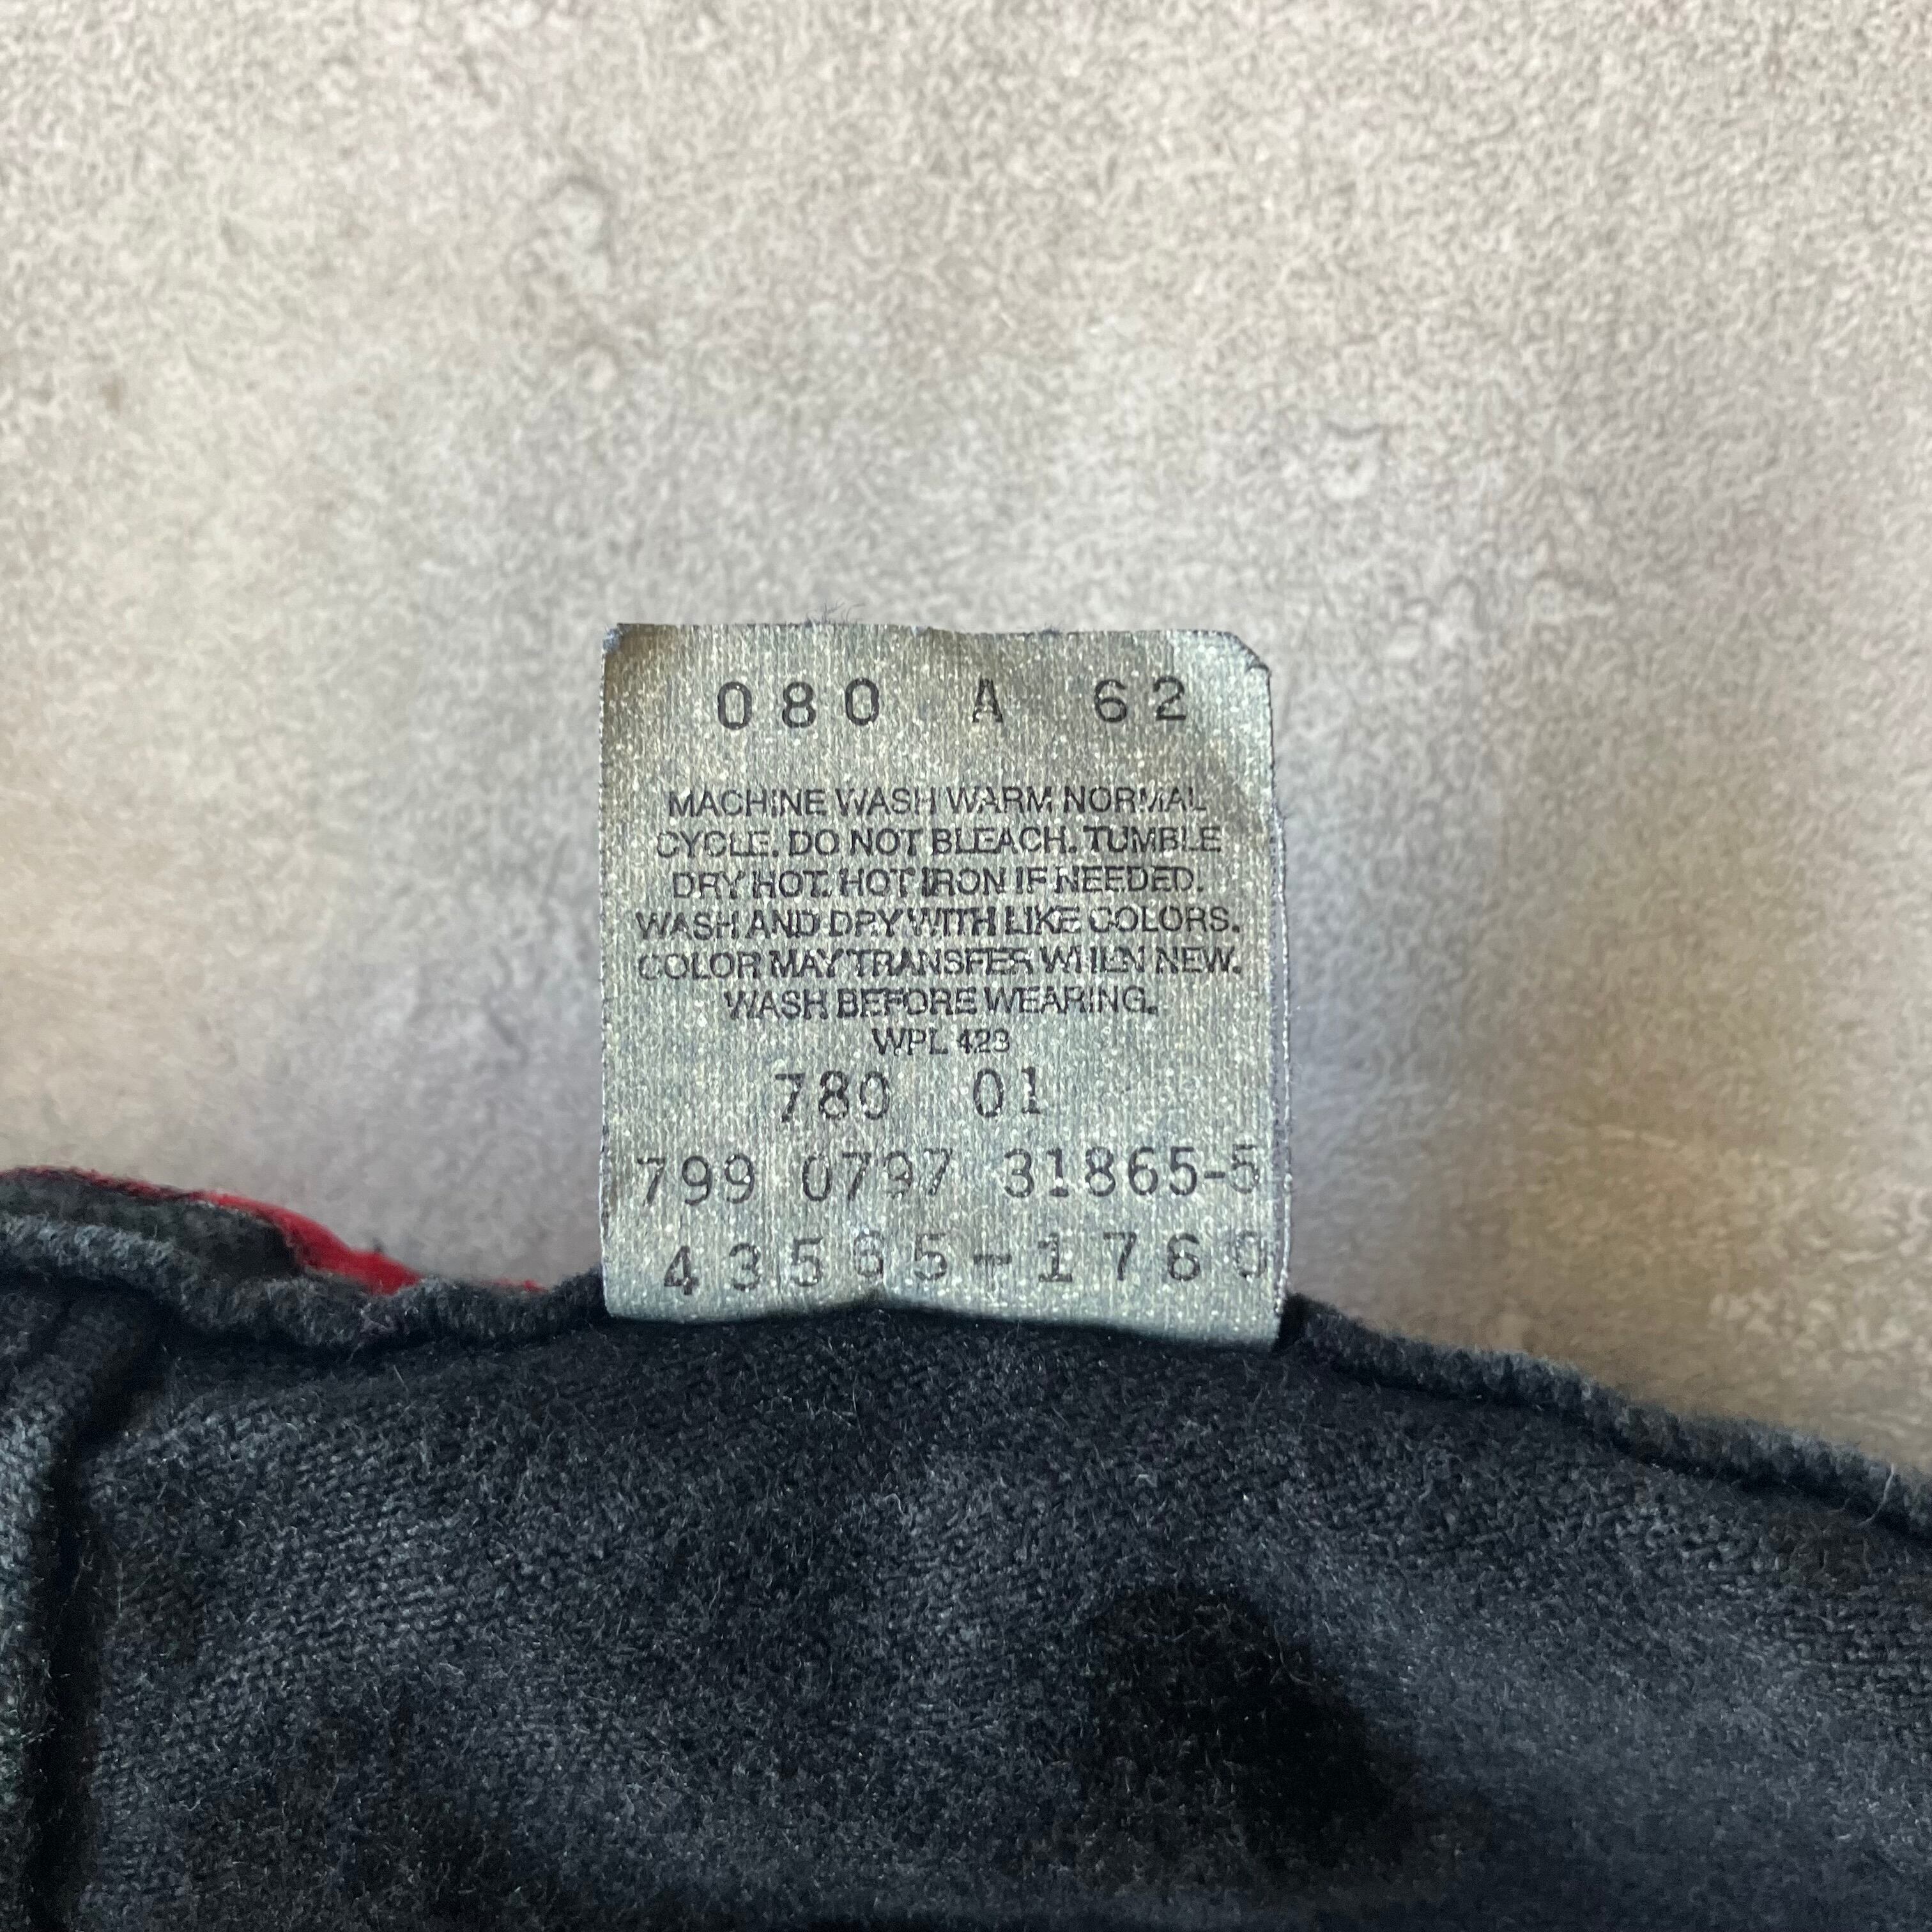 080 A 62
MACHINE WASH WARM NORMAL
CYCLE. DO NOT BLEACH. TUMBLE
DRY HOT. HOT IRON IF NEEDED.
WASH AND DRY WITH LIKE COLORS.
COLOR MAY TRANSFER WHEN NEW.
WASH BEFORE WEARING.
WPL 423
780 01
799 0797 31865-5
43565-1760